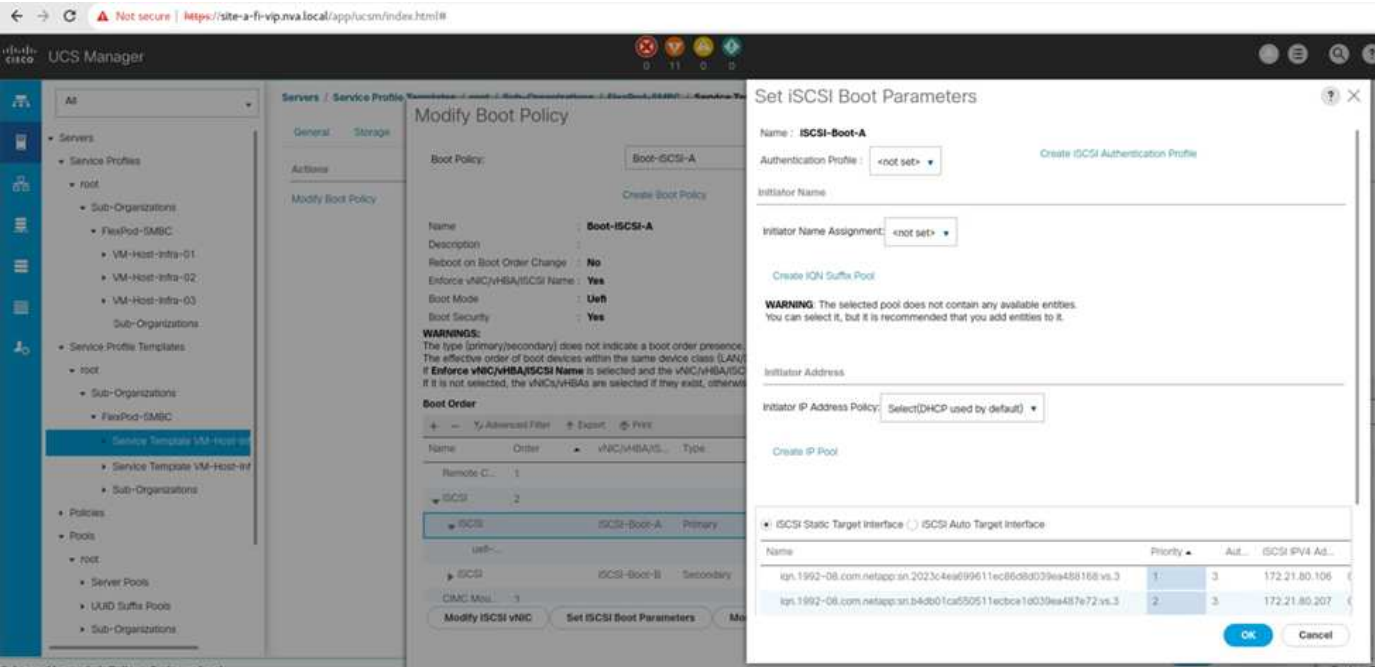 Not secure | https://site-a-fi-vip.nva.local/app/ucsm/index.html#
cisco UCS Manager
0 11 0 0
All
Servers
Service Profiles
root
Sub-Organizations
FlexPod-SMBC
VM-Host-Infra-01
VM-Host-Infra-02
VM-Host-Infra-03
Sub-Organizations
Service Profile Templates
root
Sub-Organizations
FlexPod-SMBC
Service Template VM-Host-Inf
Service Template VM-Host-Inf
Sub-Organizations
Policies
Pools
root
Server Pools
UUID Suffix Pools
Sub-Organizations
Servers / Service Profile Templates / root / Sub-Organizations / FlexPod-SMBC / Service Te
General Storage
Actions
Modify Boot Policy
Modify Boot Policy
Boot Policy: Boot-iSCSI-A
Create Boot Policy
Name : Boot-iSCSI-A
Description :
Reboot on Boot Order Change : No
Enforce vNIC/vHBA/iSCSI Name : Yes
Boot Mode : Uefi
Boot Security : Yes
WARNINGS:
The type (primary/secondary) does not indicate a boot order presence.
The effective order of boot devices within the same device class (LAN/
If Enforce vNIC/vHBA/iSCSI Name is selected and the vNIC/vHBA/iSC
If it is not selected, the vNICs/vHBAs are selected if they exist, otherwis
Boot Order
+ − Advanced Filter Export Print
Name Order vNIC/vHBA/iS... Type
Remote C... 1
iSCSI 2
iSCSI iSCSI-Boot-A Primary
uefi-...
iSCSI iSCSI-Boot-B Secondary
CIMC Mou... 3
Modify iSCSI vNIC Set iSCSI Boot Parameters Mo
Set iSCSI Boot Parameters
Name : iSCSI-Boot-A
Authentication Profile : <not set> Create iSCSI Authentication Profile
Initiator Name
Initiator Name Assignment: <not set>
Create IQN Suffix Pool
WARNING: The selected pool does not contain any available entities.
You can select it, but it is recommended that you add entities to it.
Initiator Address
Initiator IP Address Policy: Select(DHCP used by default)
Create IP Pool
iSCSI Static Target Interface iSCSI Auto Target Interface
Name Priority Aut... iSCSI IPV4 Ad...
iqn.1992-08.com.netapp:sn.2023c4ea699611ec86d8d039ea488168:vs.3 1 3 172.21.80.106
iqn.1992-08.com.netapp:sn.b4db01ca550511ecbce1d039ea487e72:vs.3 2 3 172.21.80.207
OK Cancel